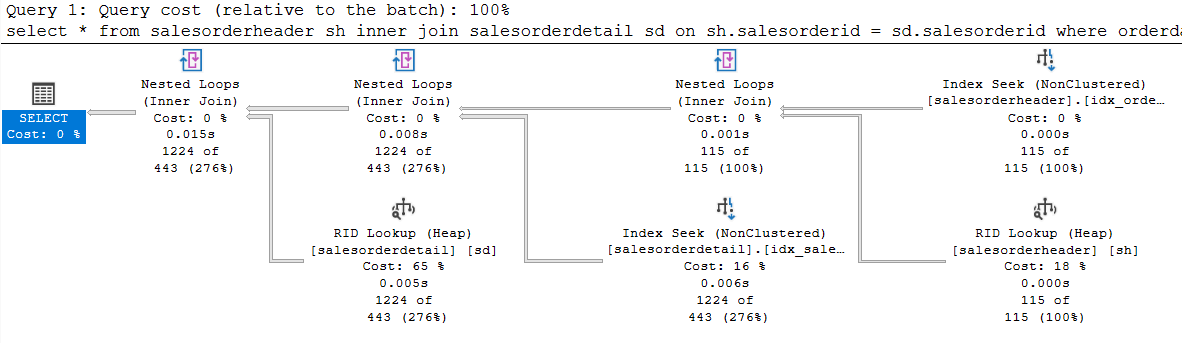 Query 1: Query cost (relative to the batch): 100%
select * from salesorderheader sh inner join salesorderdetail sd on sh.salesorderid = sd.salesorderid where orderda
SELECT
Cost: 0 %
Nested Loops
(Inner Join)
Cost: 0 %
0.015s
1224 of
443 (276%)
Nested Loops
(Inner Join)
Cost: 0 %
0.008s
1224 of
443 (276%)
Nested Loops
(Inner Join)
Cost: 0 %
0.001s
115 of
115 (100%)
Index Seek (NonClustered)
[salesorderheader].[idx_orde…
Cost: 0 %
0.000s
115 of
115 (100%)
RID Lookup (Heap)
[salesorderdetail] [sd]
Cost: 65 %
0.005s
1224 of
443 (276%)
Index Seek (NonClustered)
[salesorderdetail].[idx_sale…
Cost: 16 %
0.006s
1224 of
443 (276%)
RID Lookup (Heap)
[salesorderheader] [sh]
Cost: 18 %
0.000s
115 of
115 (100%)